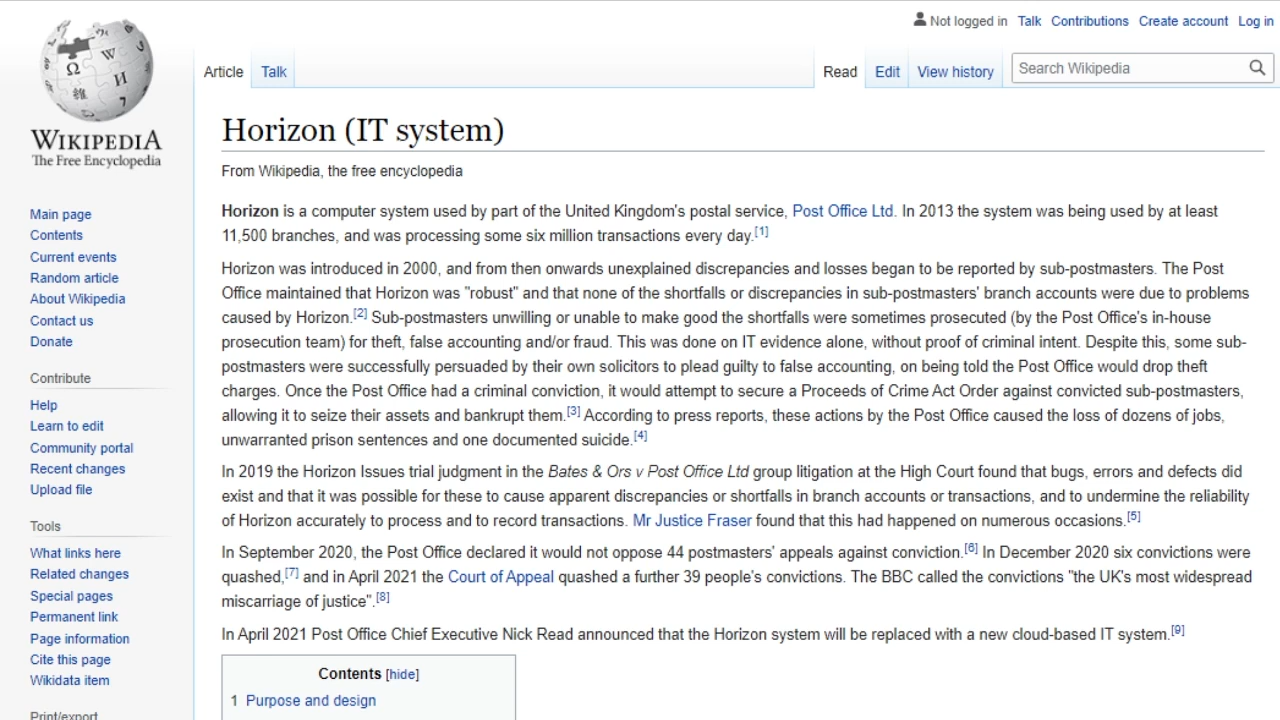 Not logged in Talk Contributions Create account Log in
Article Talk Read Edit View history Search Wikipedia
WIKIPEDIA
The Free Encyclopedia
Main page
Contents
Current events
Random article
About Wikipedia
Contact us
Donate
Contribute
Help
Learn to edit
Community portal
Recent changes
Upload file
Tools
What links here
Related changes
Special pages
Permanent link
Page information
Cite this page
Wikidata item
Print/export
Horizon (IT system)
From Wikipedia, the free encyclopedia
Horizon is a computer system used by part of the United Kingdom's postal service, Post Office Ltd. In 2013 the system was being used by at least
11,500 branches, and was processing some six million transactions every day.[1]
Horizon was introduced in 2000, and from then onwards unexplained discrepancies and losses began to be reported by sub-postmasters. The Post
Office maintained that Horizon was "robust" and that none of the shortfalls or discrepancies in sub-postmasters' branch accounts were due to problems
caused by Horizon.[2] Sub-postmasters unwilling or unable to make good the shortfalls were sometimes prosecuted (by the Post Office's in-house
prosecution team) for theft, false accounting and/or fraud. This was done on IT evidence alone, without proof of criminal intent. Despite this, some sub-
postmasters were successfully persuaded by their own solicitors to plead guilty to false accounting, on being told the Post Office would drop theft
charges. Once the Post Office had a criminal conviction, it would attempt to secure a Proceeds of Crime Act Order against convicted sub-postmasters,
allowing it to seize their assets and bankrupt them.[3] According to press reports, these actions by the Post Office caused the loss of dozens of jobs,
unwarranted prison sentences and one documented suicide.[4]
In 2019 the Horizon Issues trial judgment in the Bates & Ors v Post Office Ltd group litigation at the High Court found that bugs, errors and defects did
exist and that it was possible for these to cause apparent discrepancies or shortfalls in branch accounts or transactions, and to undermine the reliability
of Horizon accurately to process and to record transactions. Mr Justice Fraser found that this had happened on numerous occasions.[5]
In September 2020, the Post Office declared it would not oppose 44 postmasters' appeals against conviction.[6] In December 2020 six convictions were
quashed,[7] and in April 2021 the Court of Appeal quashed a further 39 people's convictions. The BBC called the convictions "the UK's most widespread
miscarriage of justice".[8]
In April 2021 Post Office Chief Executive Nick Read announced that the Horizon system will be replaced with a new cloud-based IT system.[9]
Contents [hide]
1 Purpose and design